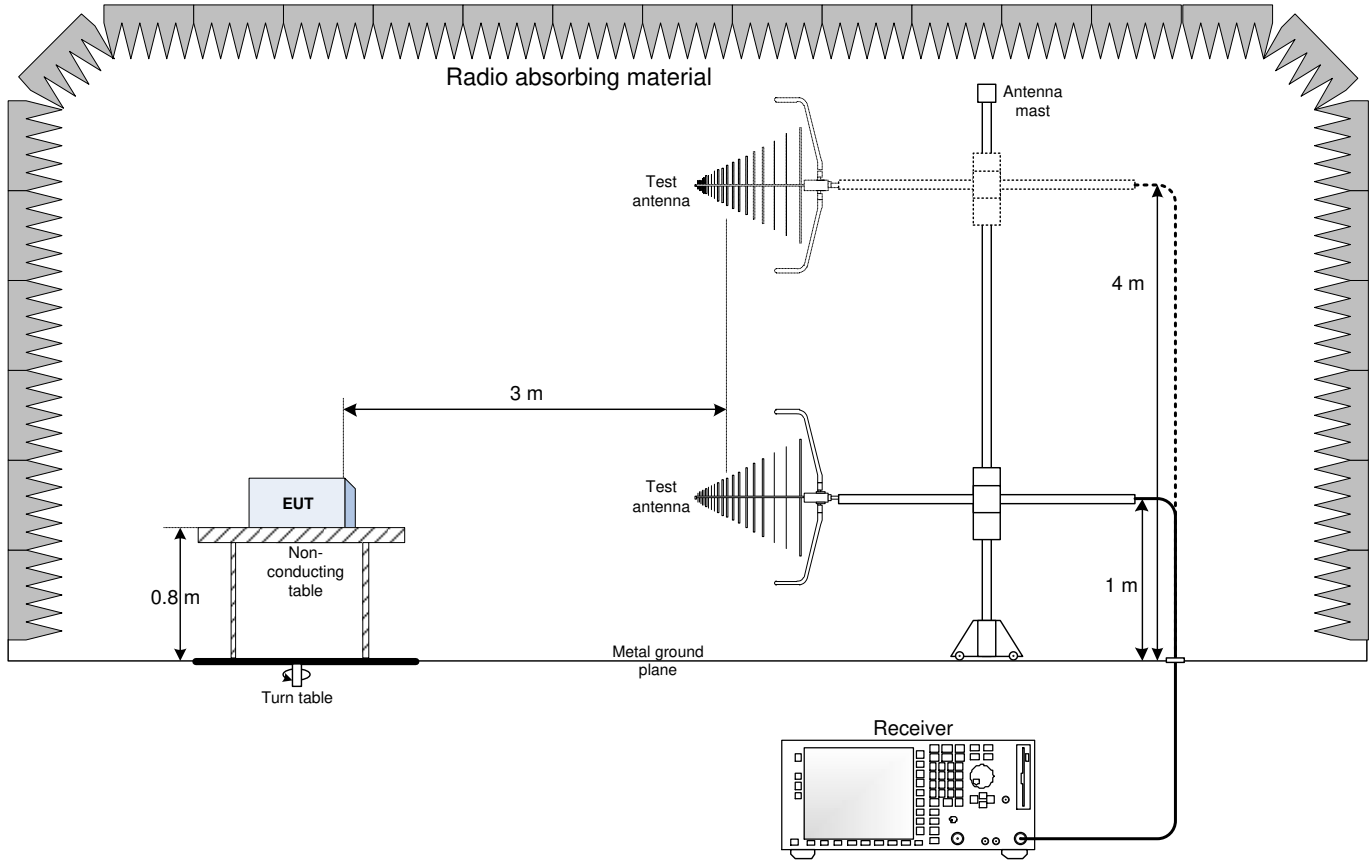 Radio absorbing material
Antenna
mast
Test
antenna
4 m
3 m
Test
antenna
EUT
Non-
conducting
table
0.8 m
1 m
Metal ground
plane
Turn table
Receiver